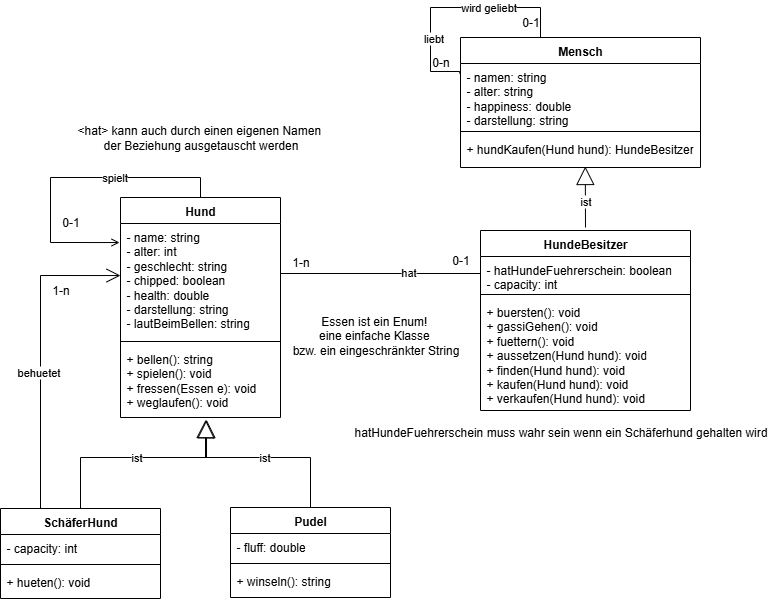 wird geliebt
0-1
liebt
0-n
Mensch
- namen: string
- alter: string
- happiness: double
- darstellung: string
+ hundKaufen(Hund hund): HundeBesitzer
<hat> kann auch durch einen eigenen Namen
der Beziehung ausgetauscht werden
spielt
0-1
ist
Hund
- name: string
- alter: int
- geschlecht: string
- chipped: boolean
- health: double
- darstellung: string
- lautBeimBellen: string
+ bellen(): string
+ spielen(): void
+ fressen(Essen e): void
+ weglaufen(): void
1-n
hat
0-1
HundeBesitzer
- hatHundeFuehrerschein: boolean
- capacity: int
+ buersten(): void
+ gassiGehen(): void
+ fuettern(): void
+ aussetzen(Hund hund): void
+ finden(Hund hund): void
+ kaufen(Hund hund): void
+ verkaufen(Hund hund): void
1-n
behuetet
Essen ist ein Enum!
eine einfache Klasse
bzw. ein eingeschränkter String
hatHundeFuehrerschein muss wahr sein wenn ein Schäferhund gehalten wird
ist
ist
SchäferHund
- capacity: int
+ hueten(): void
Pudel
- fluff: double
+ winseln(): string